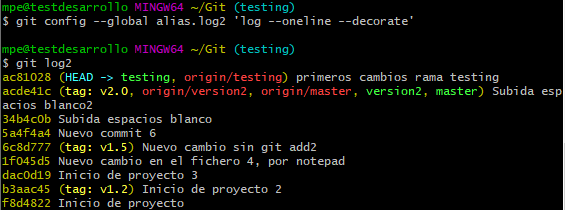 mpe@testdesarrollo MINGW64 ~/Git (testing)
$ git config --global alias.log2 'log --oneline --decorate'
mpe@testdesarrollo MINGW64 ~/Git (testing)
$ git log2
ac81028 (HEAD -> testing, origin/testing) primeros cambios rama testing
acde41c (tag: v2.0, origin/version2, origin/master, version2, master) Subida esp
acios blanco2
34b4c0b Subida espacios blanco
5a4f4a4 Nuevo commit 6
6c8d777 (tag: v1.5) Nuevo cambio sin git add2
1f045d5 Nuevo cambio en el fichero 4, por notepad
dac0d19 Inicio de proyecto 3
b3aac45 (tag: v1.2) Inicio de proyecto 2
f8d4822 Inicio de proyecto